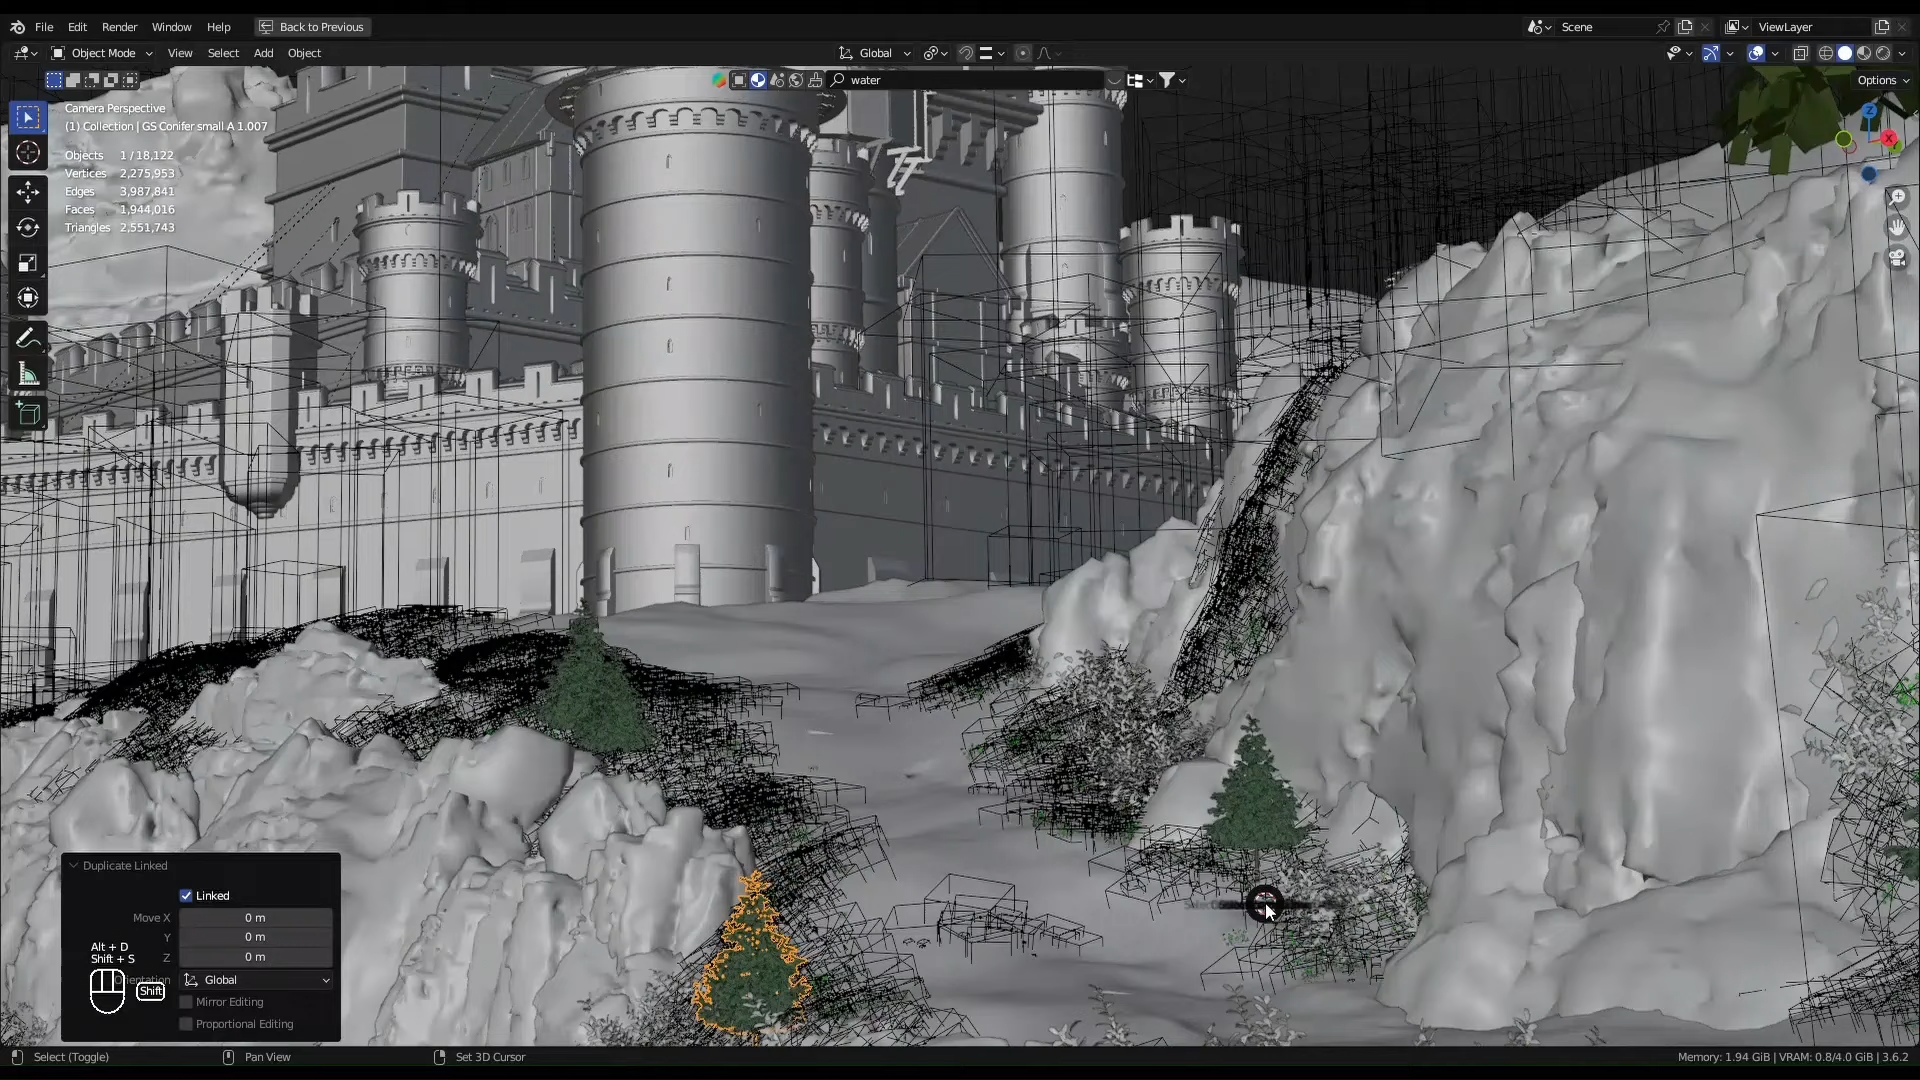 File Edit Render Window Help Back to Previous Scene ViewLayer
Object Mode View Select Add Object Global
water Options
Camera Perspective
(1) Collection | GS Conifer small A 1.007
Objects 1 / 18,122
Vertices 2,275,953
Edges 3,987,841
Faces 1,944,016
Triangles 2,551,743
X
Z
Duplicate Linked
Linked
Move X 0 m
Y 0 m
Z 0 m
Alt + D
Shift + S
Shift
Global
Mirror Editing
Proportional Editing
Select (Toggle) Pan View Set 3D Cursor Memory: 1.94 GiB | VRAM: 0.8/4.0 GiB | 3.6.2